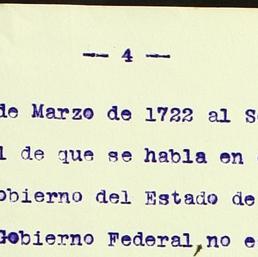 — 4 —
de Marzo de 1722 al S
l de que se habla en
obierno del Estado de
Gobierno Federal, no e